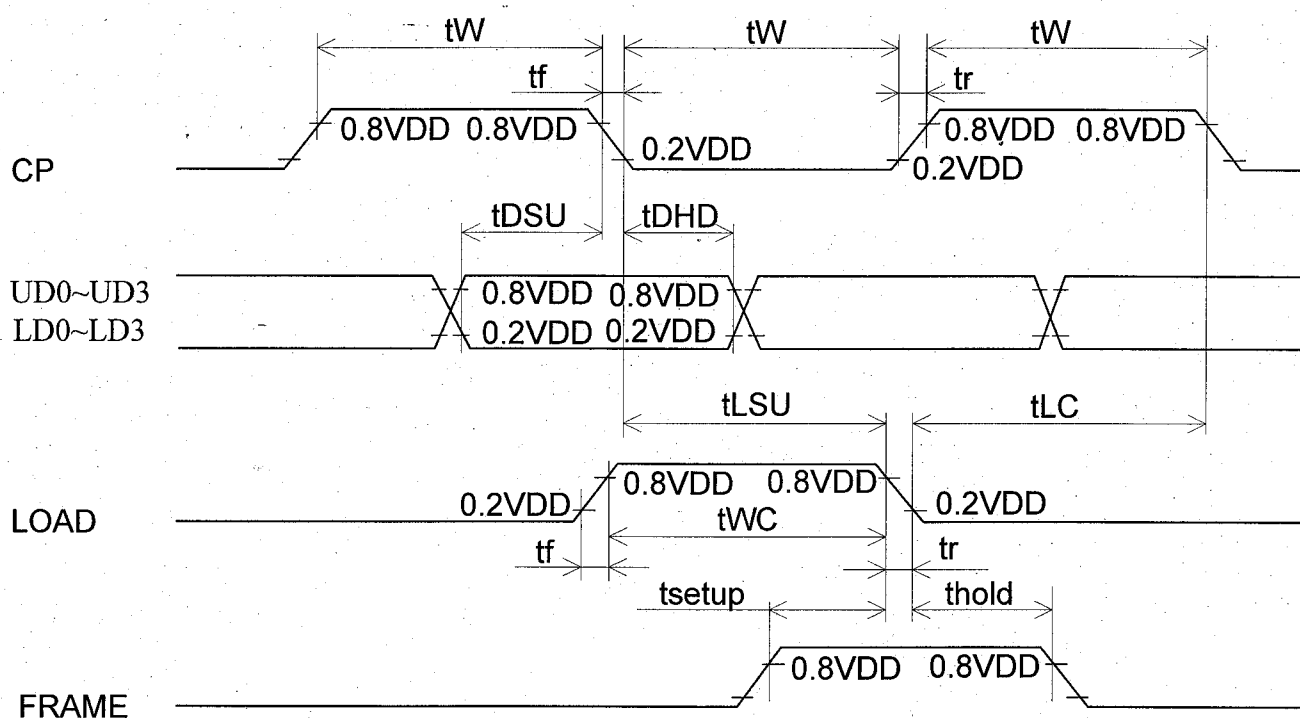 tW tW tW
tf tr
0.8VDD 0.8VDD 0.8VDD 0.8VDD
CP 0.2VDD 0.2VDD
tDSU tDHD
UD0~UD3 0.8VDD 0.8VDD
LD0~LD3 0.2VDD 0.2VDD
tLSU tLC
0.8VDD 0.8VDD
LOAD 0.2VDD 0.2VDD
tWC
tf tr
tsetup thold
0.8VDD 0.8VDD
FRAME